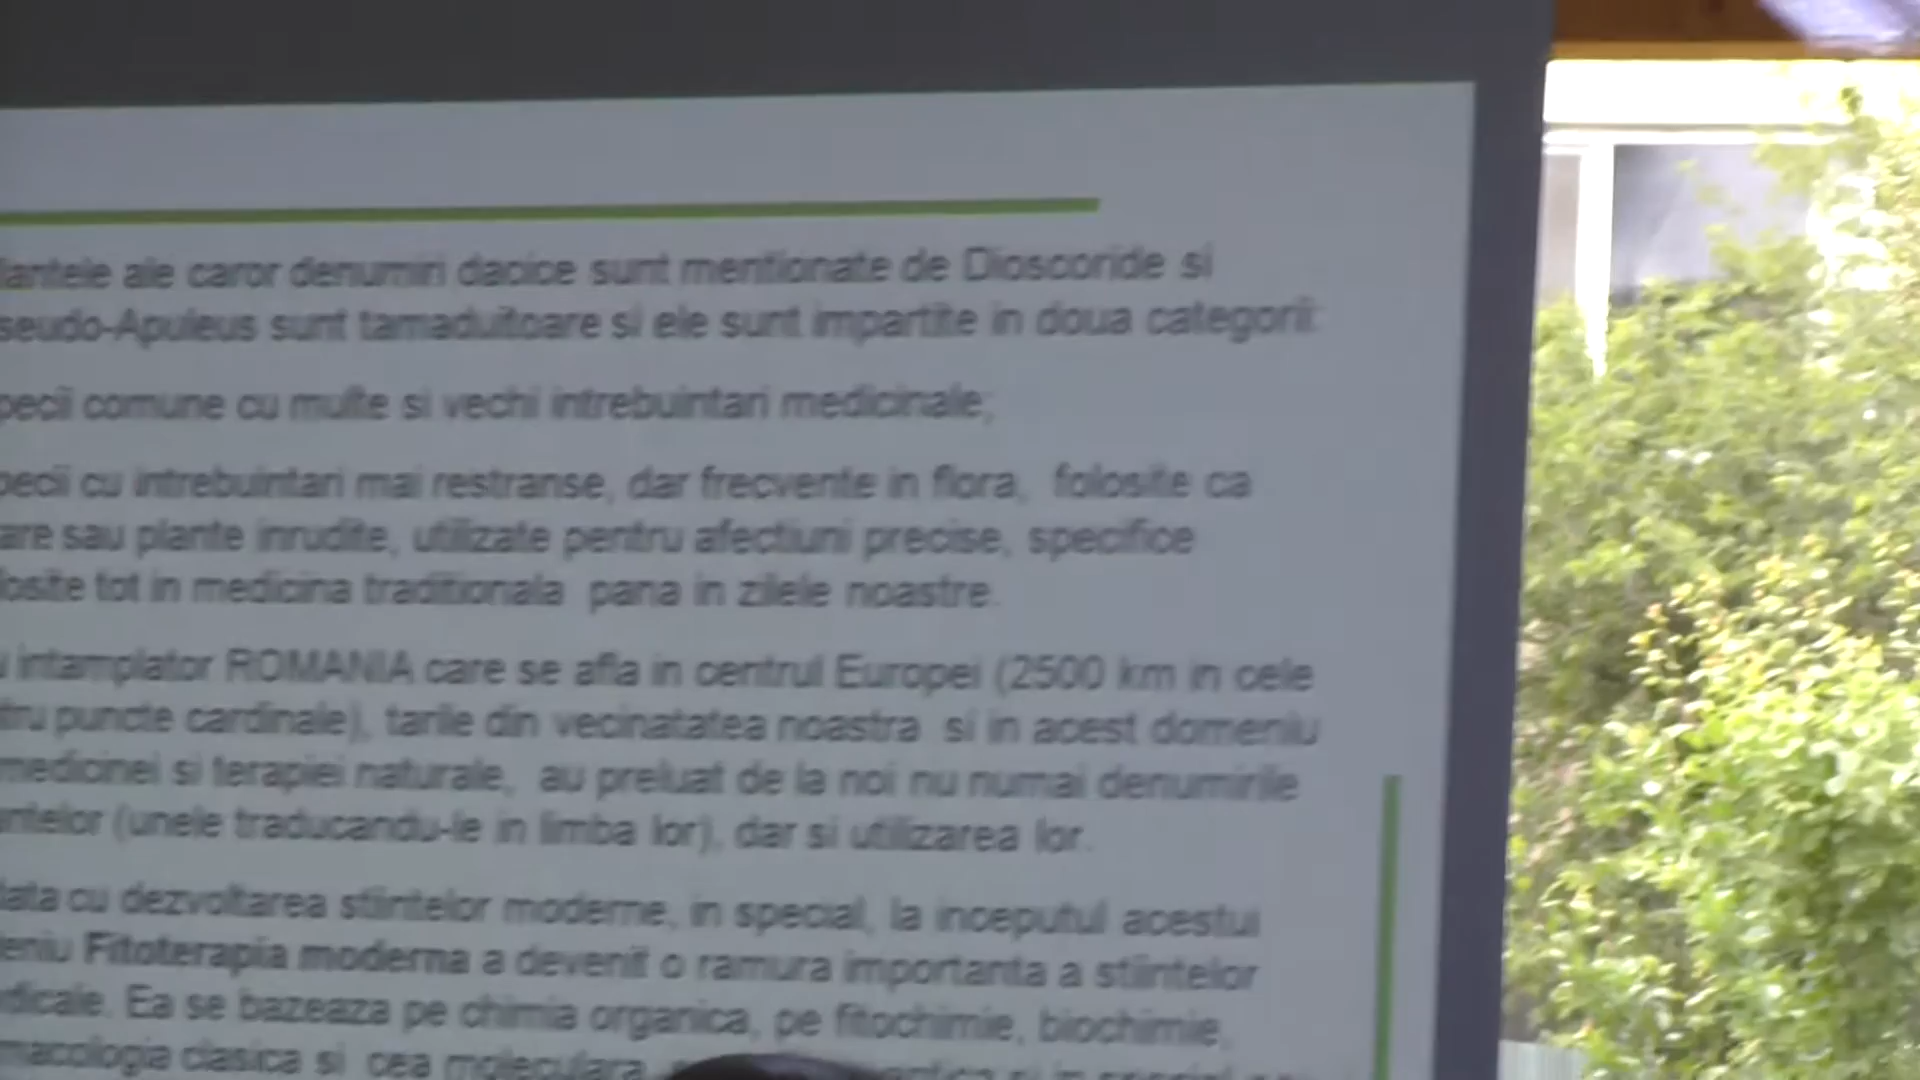 lantele ale caror denumiri dacice sunt mentionate de Dioscoride si
seudo-Apuleus sunt tamaduitoare si ele sunt impartite in doua categorii:
pecii comune cu multe si vechi intrebuintari medicinale;
pecii cu intrebuintari mai restranse, dar frecvente in flora, folosite ca
are sau plante inrudite, utilizate pentru afectiuni precise, specifice
losite tot in medicina traditionala pana in zilele noastre.
intamplator ROMANIA care se afla in centrul Europei (2500 km in cele
tru puncte cardinale), tarile din vecinatatea noastra si in acest domeniu
medicinei si terapiei naturale, au preluat de la noi nu numai denumirile
antelor (unele traducandu-le in limba lor), dar si utilizarea lor.
data cu dezvoltarea stiintelor moderne, in special, la inceputul acestui
eniu Fitoterapia moderna a devenit o ramura importanta a stiintelor
dicale. Ea se bazeaza pe chimia organica, pe fitochimie, biochimie,
macologia clasica si cea moleculara